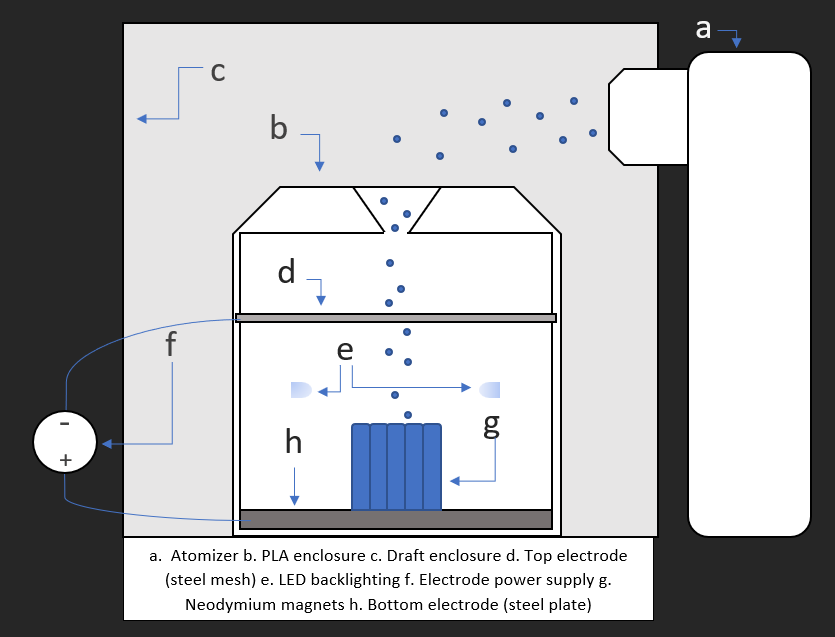 a
c
b
d
f
e
g
h
-
+
a. Atomizer b. PLA enclosure c. Draft enclosure d. Top electrode
(steel mesh) e. LED backlighting f. Electrode power supply g.
Neodymium magnets h. Bottom electrode (steel plate)